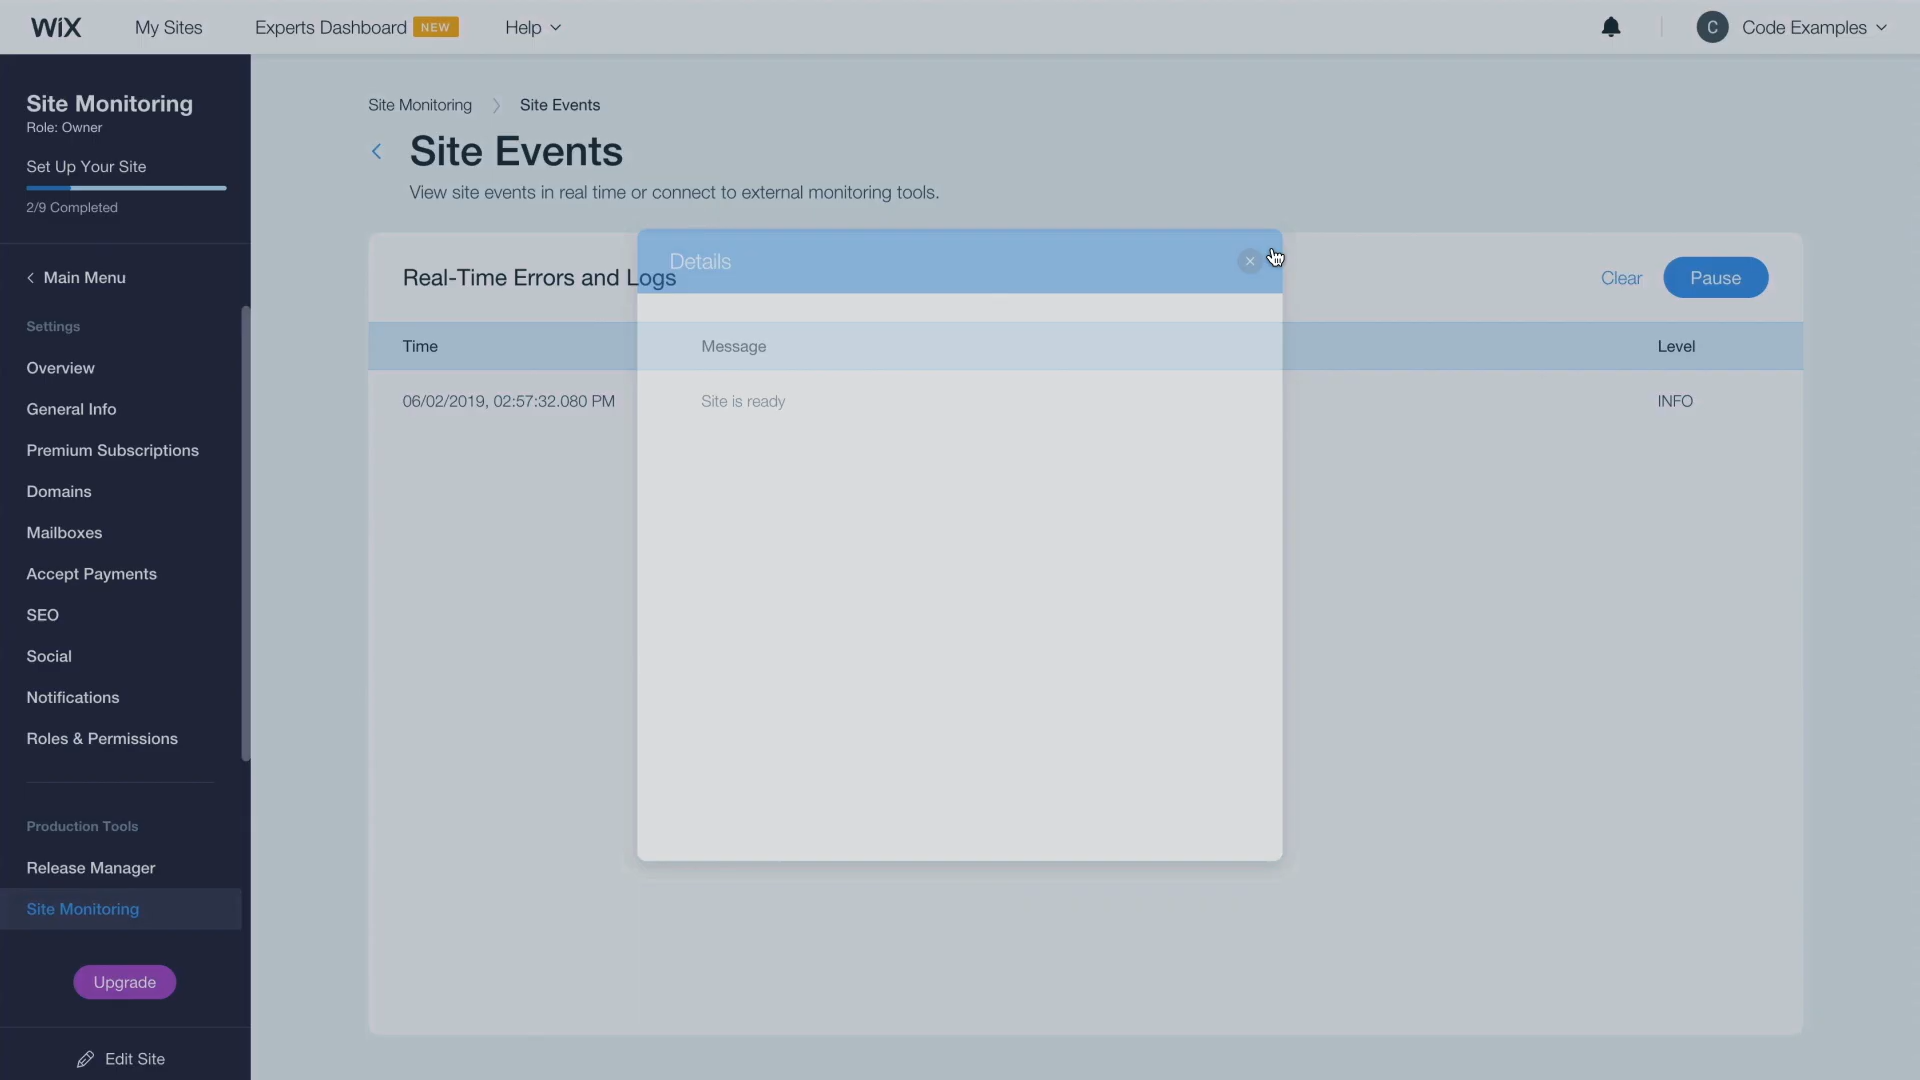 WiX
My Sites
Experts Dashboard NEW
Help
C
Code Examples
Site Monitoring
Role: Owner
Set Up Your Site
2/9 Completed
Main Menu
Settings
Overview
General Info
Premium Subscriptions
Domains
Mailboxes
Accept Payments
SEO
Social
Notifications
Roles & Permissions
Production Tools
Release Manager
Site Monitoring
Upgrade
Edit Site
Site Monitoring
Site Events
Site Events
View site events in real time or connect to external monitoring tools.
Real-Time Errors and Logs
Details
Clear
Pause
Time
Message
Level
06/02/2019, 02:57:32.080 PM
Site is ready
INFO